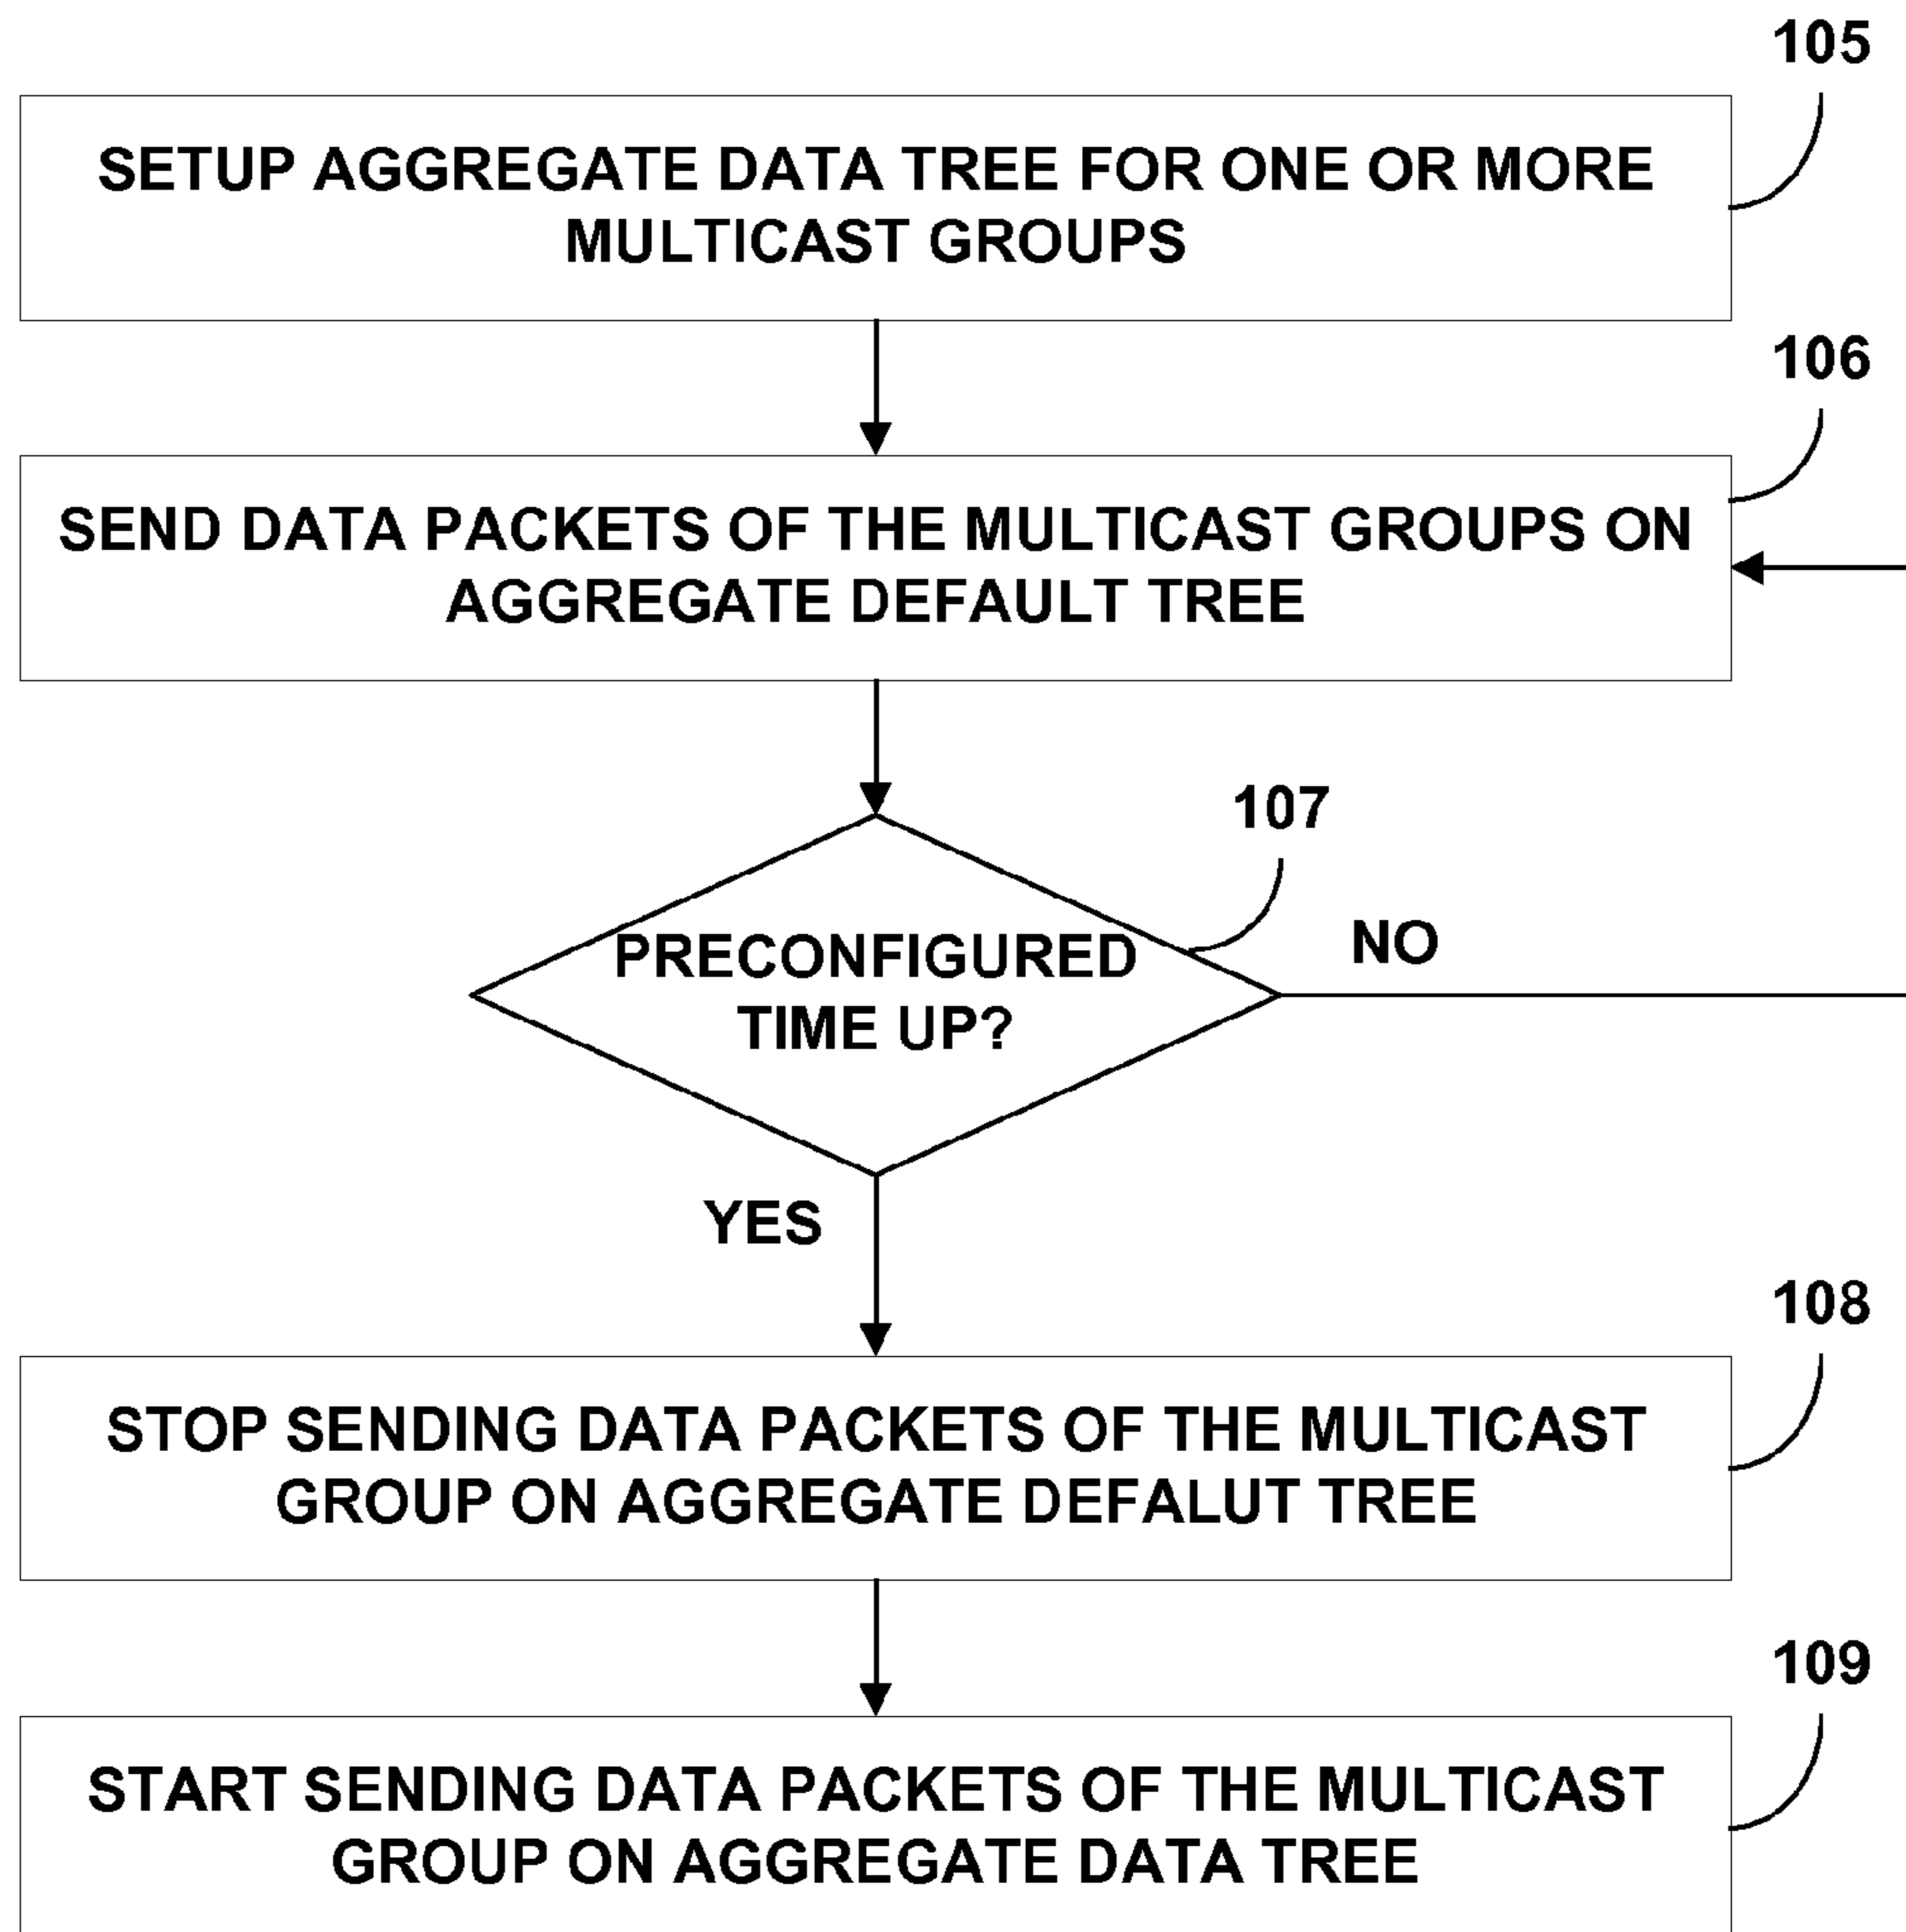 105
SETUP AGGREGATE DATA TREE FOR ONE OR MORE
MULTICAST GROUPS
106
SEND DATA PACKETS OF THE MULTICAST GROUPS ON
AGGREGATE DEFAULT TREE
107
PRECONFIGURED
TIME UP?
NO
YES
108
STOP SENDING DATA PACKETS OF THE MULTICAST
GROUP ON AGGREGATE DEFALUT TREE
109
START SENDING DATA PACKETS OF THE MULTICAST
GROUP ON AGGREGATE DATA TREE